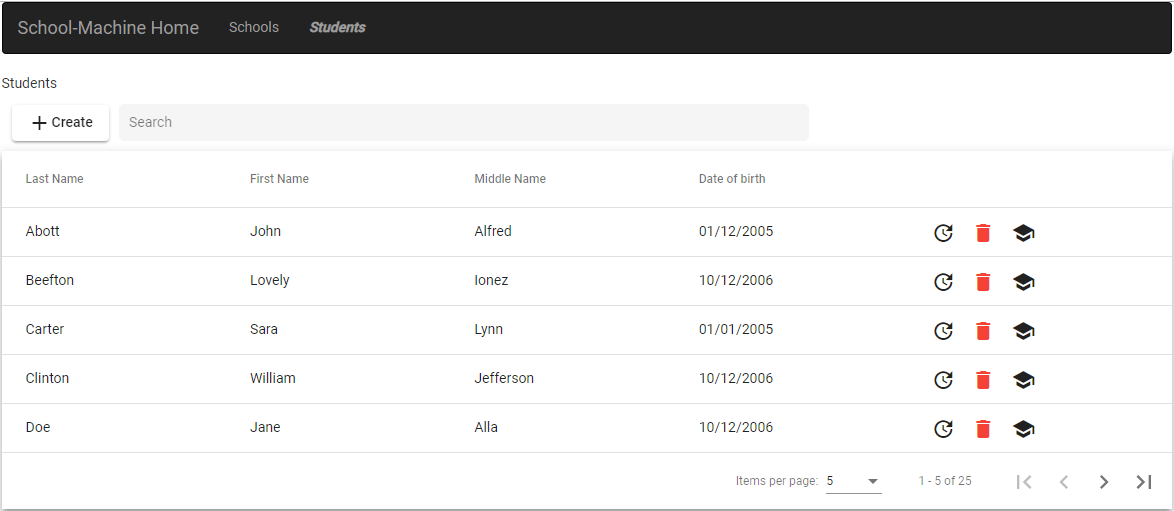 School-Machine Home Schools Students
Students
Create Search
Last Name First Name Middle Name Date of birth
Abott John Alfred 01/12/2005
Beefton Lovely Ionez 10/12/2006
Carter Sara Lynn 01/01/2005
Clinton William Jefferson 10/12/2006
Doe Jane Alla 10/12/2006
Items per page: 5 1 - 5 of 25